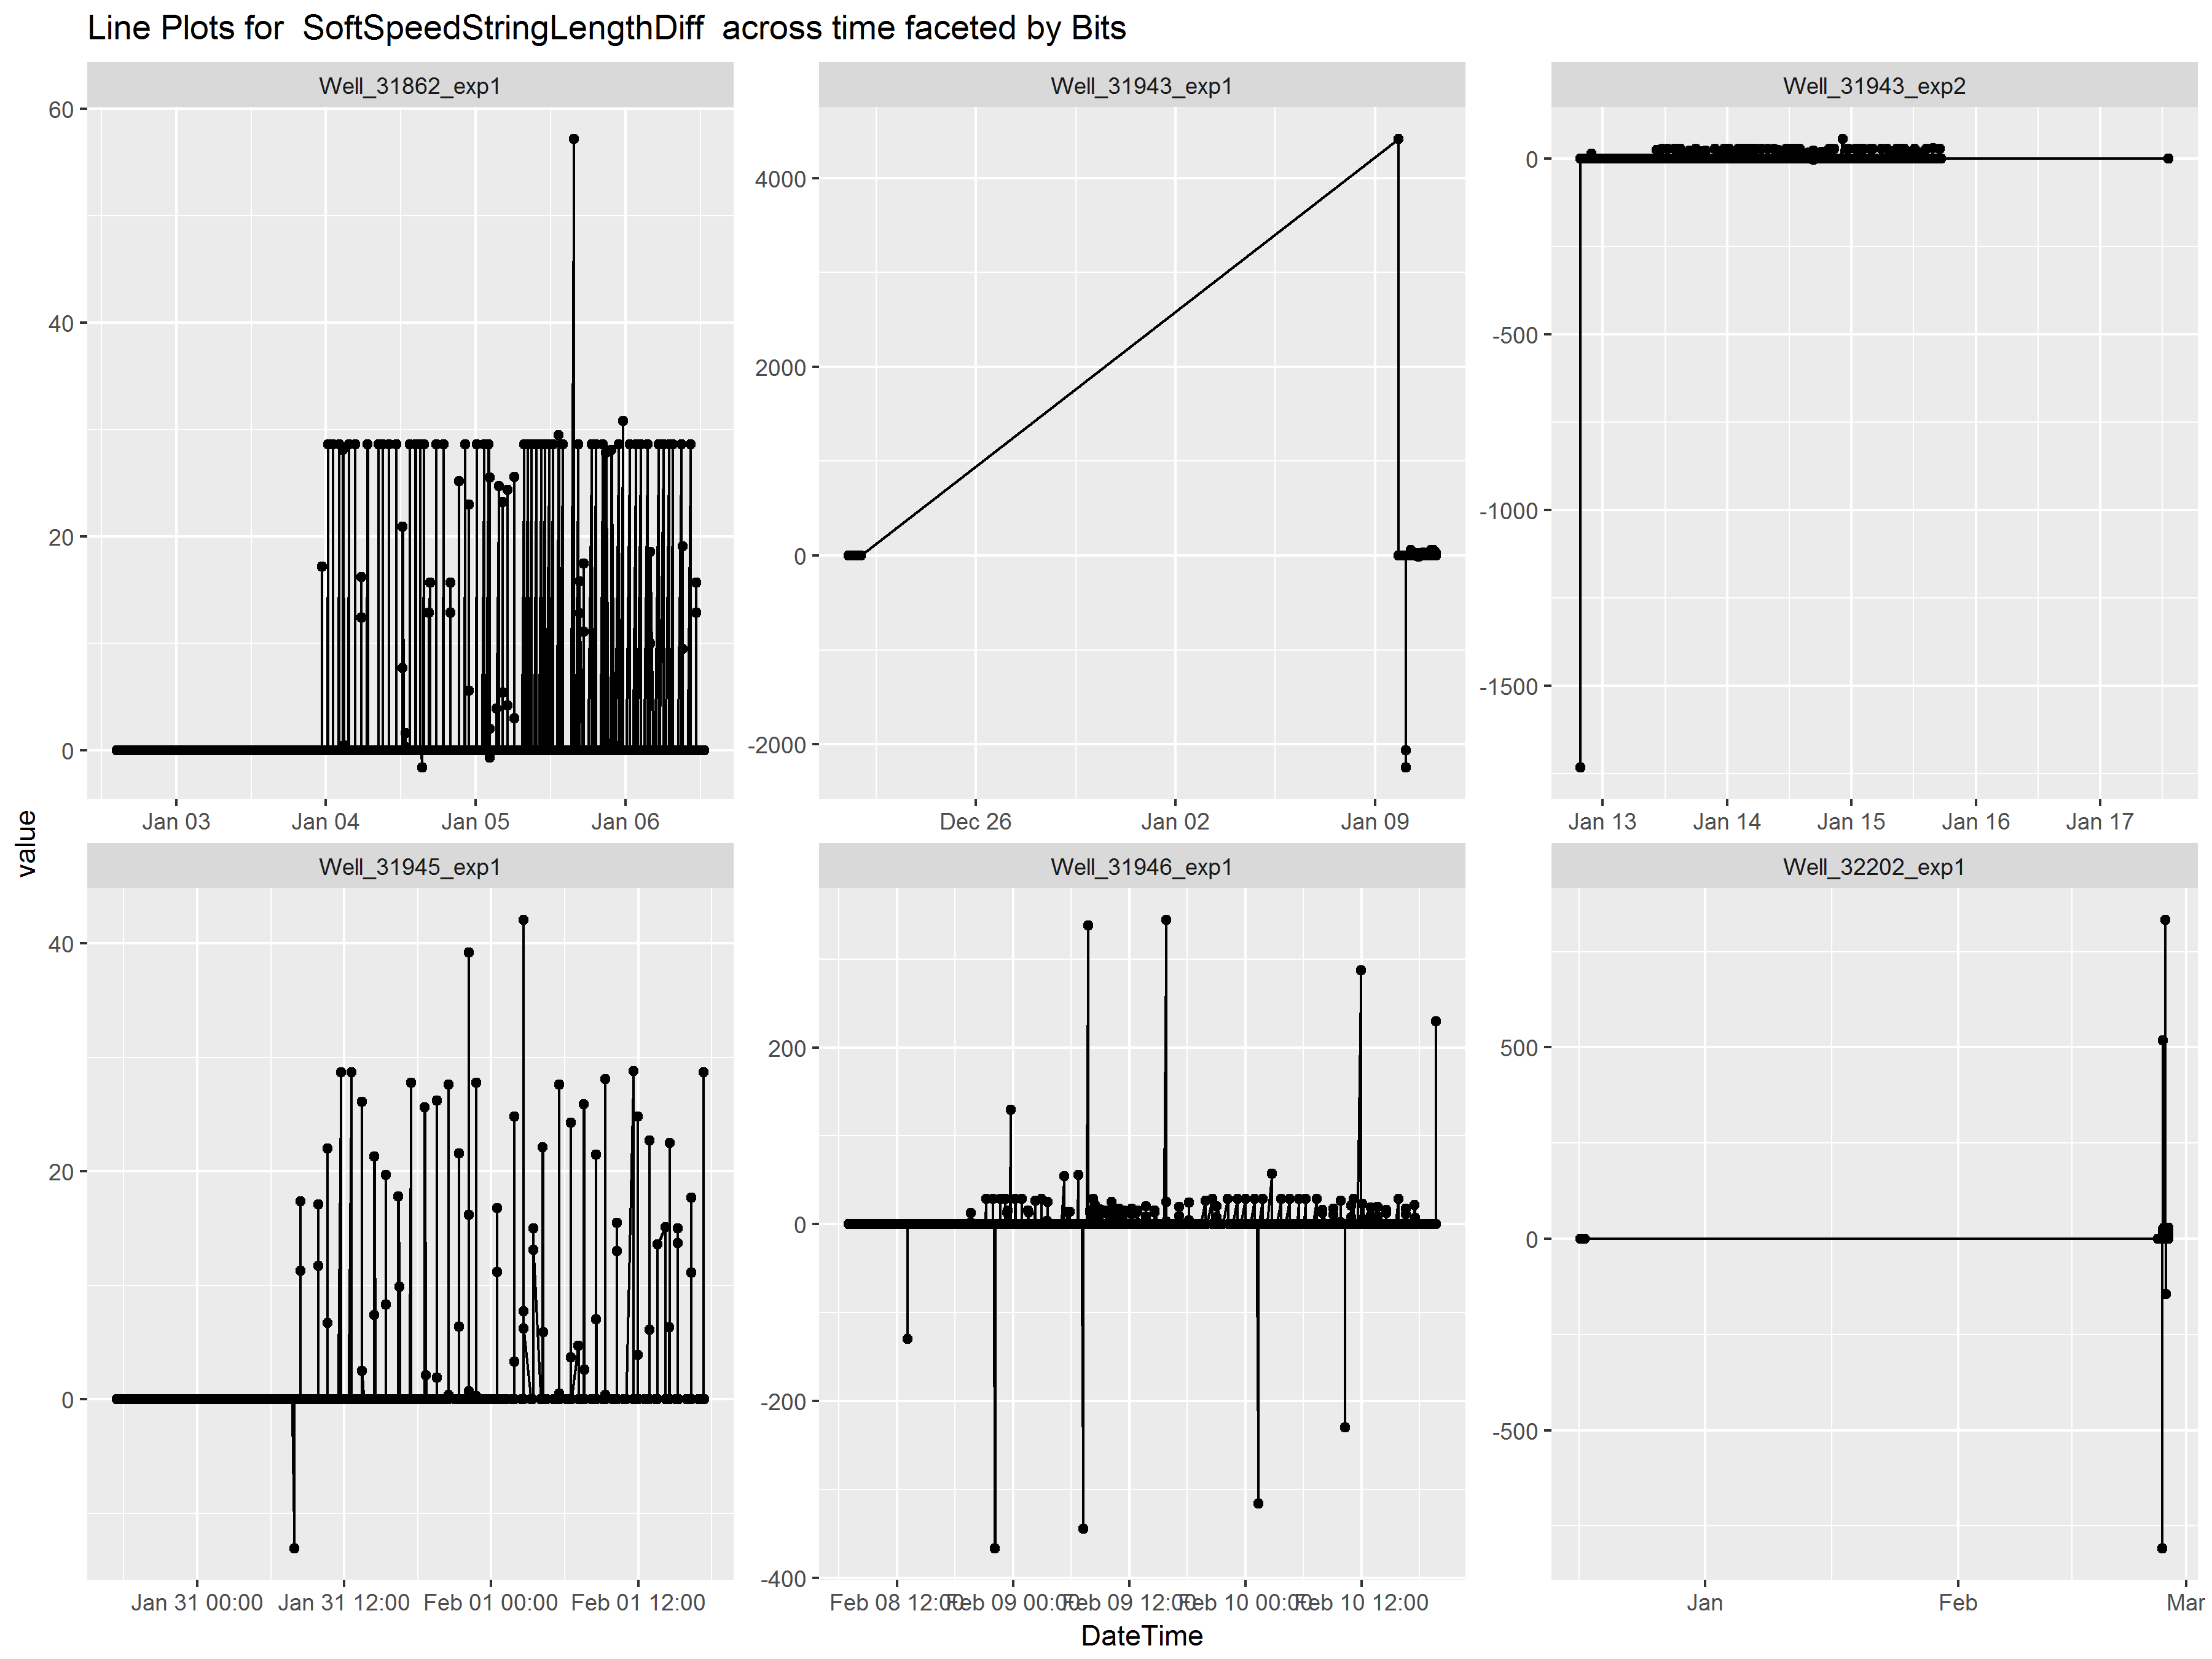 Line Plots for  SoftSpeedStringLengthDiff  across time faceted by Bits
Well_31862_exp1
Well_31943_exp1
Well_31943_exp2
60
40
20
0
4000
2000
0
-2000
0
-500
-1000
-1500
Jan 03 Jan 04 Jan 05 Jan 06
Dec 26 Jan 02 Jan 09
Jan 13 Jan 14 Jan 15 Jan 16 Jan 17
value
Well_31945_exp1
Well_31946_exp1
Well_32202_exp1
40
20
0
200
0
-200
-400
500
0
-500
Jan 31 00:00 Jan 31 12:00 Feb 01 00:00 Feb 01 12:00
Feb 08 12:00 Feb 09 00:00 Feb 09 12:00 Feb 10 00:00 Feb 10 12:00
Jan Feb Mar
DateTime